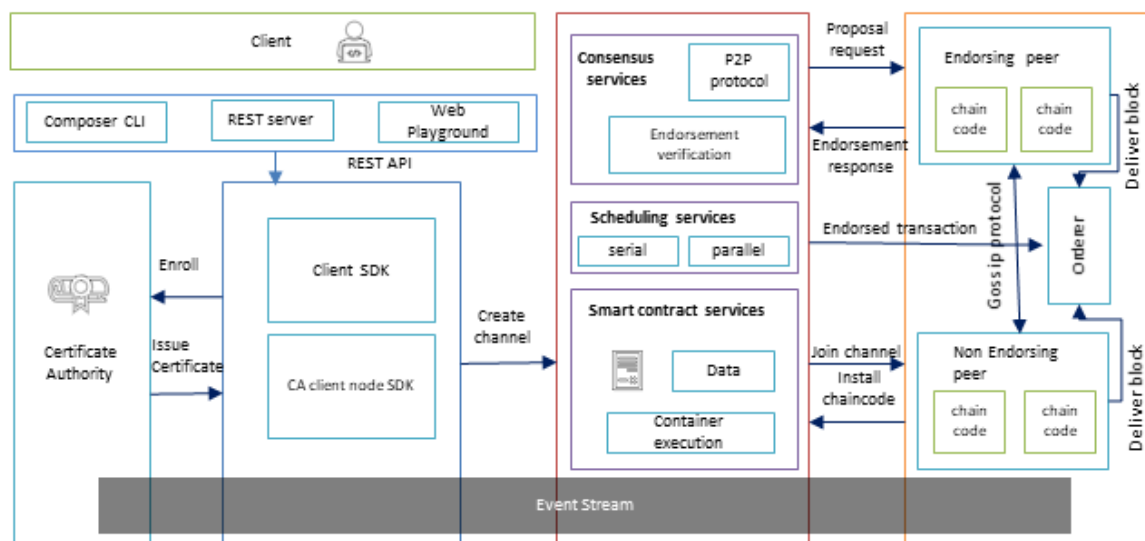 Client
Composer CLI
REST server
Web
Playground
REST API
Certificate
Authority
Enroll
Issue
Certificate
Client SDK
CA client node SDK
Create
channel
Consensus
services
P2P
protocol
Endorsement
verification
Scheduling services
serial
parallel
Smart contract services
Data
Container
execution
Proposal
request
Endorsement
response
Endorsed transaction
Join channel
Install
chaincode
Endorsing peer
chain
code
chain
code
Deliver block
Gossip protocol
Orderer
Non Endorsing
peer
chain
code
chain
code
Deliver block
Event Stream